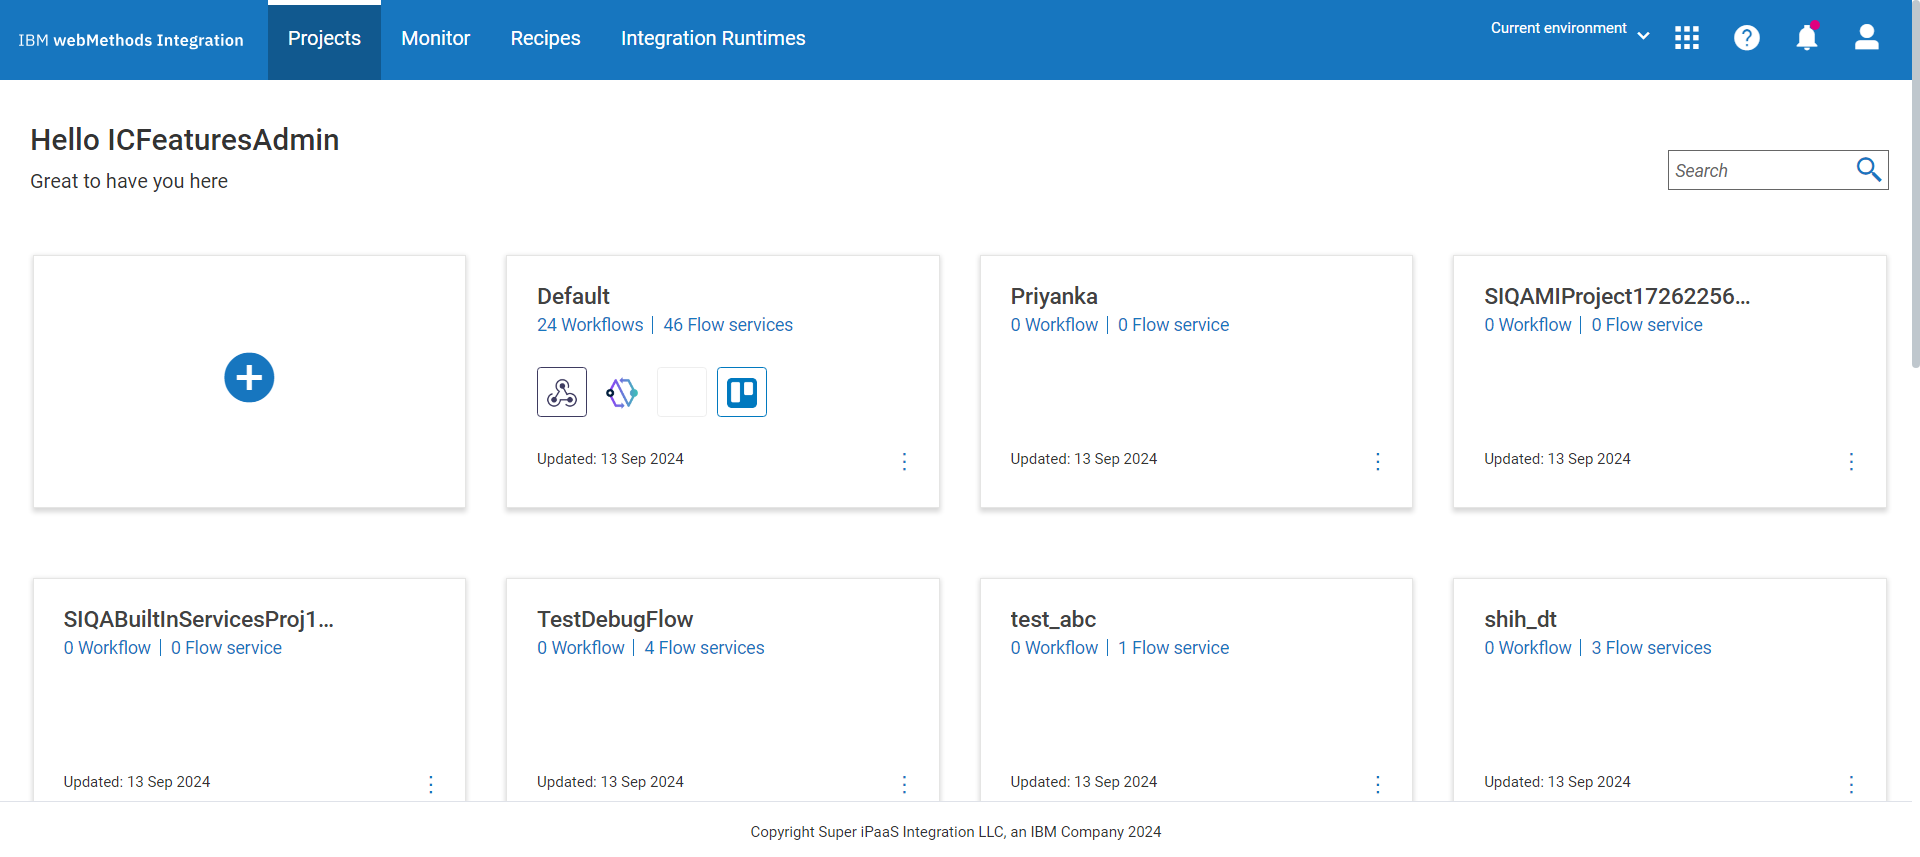 IBM webMethods Integration
Projects
Monitor
Recipes
Integration Runtimes
Current environment
Hello ICFeaturesAdmin
Great to have you here
Search
Default
24 Workflows | 46 Flow services
Updated: 13 Sep 2024
Priyanka
0 Workflow | 0 Flow service
Updated: 13 Sep 2024
SIQAMIProject17262256...
0 Workflow | 0 Flow service
Updated: 13 Sep 2024
SIQABuiltInServicesProj1...
0 Workflow | 0 Flow service
Updated: 13 Sep 2024
TestDebugFlow
0 Workflow | 4 Flow services
Updated: 13 Sep 2024
test_abc
0 Workflow | 1 Flow service
Updated: 13 Sep 2024
shih_dt
0 Workflow | 3 Flow services
Updated: 13 Sep 2024
Copyright Super iPaaS Integration LLC, an IBM Company 2024